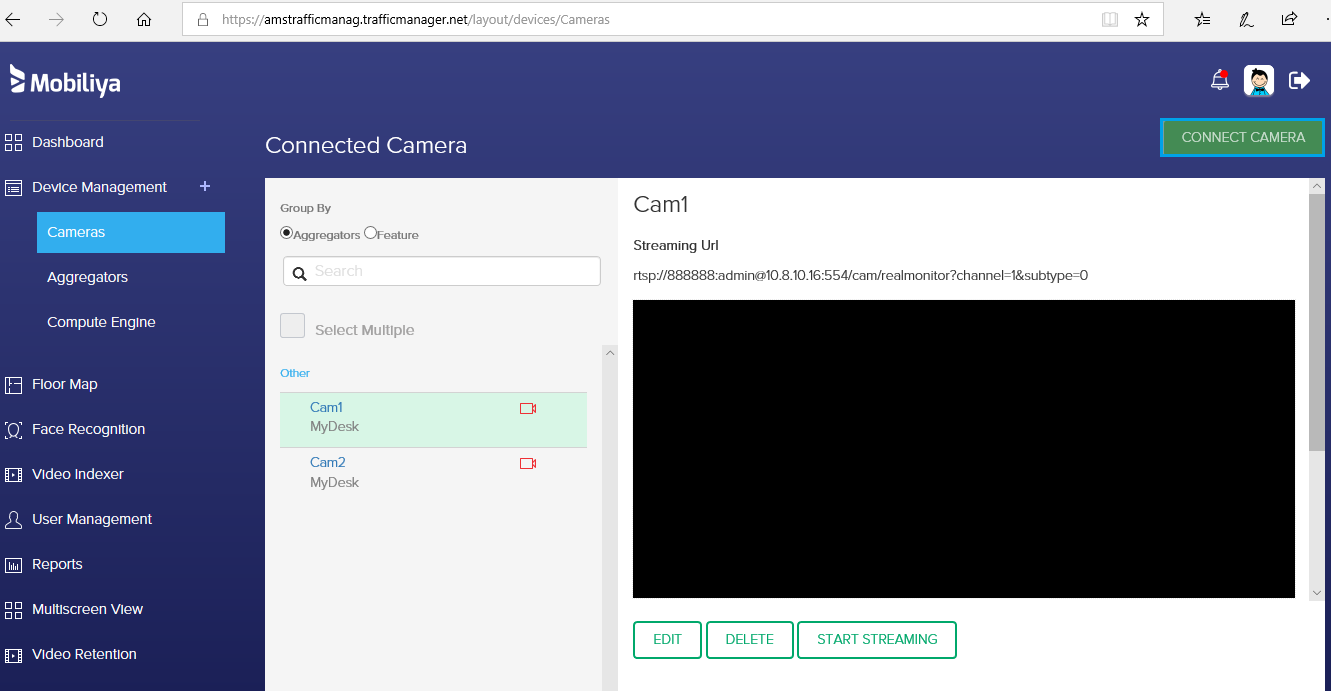 https://amstrafficmanag.trafficmanager.net/layout/devices/Cameras
Mobiliya
Dashboard
Device Management +
Cameras
Aggregators
Compute Engine
Floor Map
Face Recognition
Video Indexer
User Management
Reports
Multiscreen View
Video Retention
Connected Camera
CONNECT CAMERA
Group By
Aggregators Feature
Search
Select Multiple
Other
Cam1
MyDesk
Cam2
MyDesk
Cam1
Streaming Url
rtsp://888888:admin@10.8.10.16:554/cam/realmonitor?channel=1&subtype=0
EDIT DELETE START STREAMING